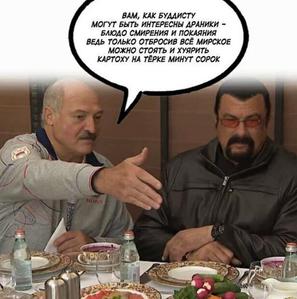 ВАМ, КАК БУДДИСТУ
МОГУТ БЫТЬ ИНТЕРЕСНЫ ДРАНИКИ –
БЛЮДО СМИРЕНИЯ И ПОКАЯНИЯ
ВЕДЬ ТОЛЬКО ОТБРОСИВ ВСЁ МИРСКОЕ
МОЖНО СТОЯТЬ И ХУЯРИТЬ
КАРТОХУ НА ТЁРКЕ МИНУТ СОРОК